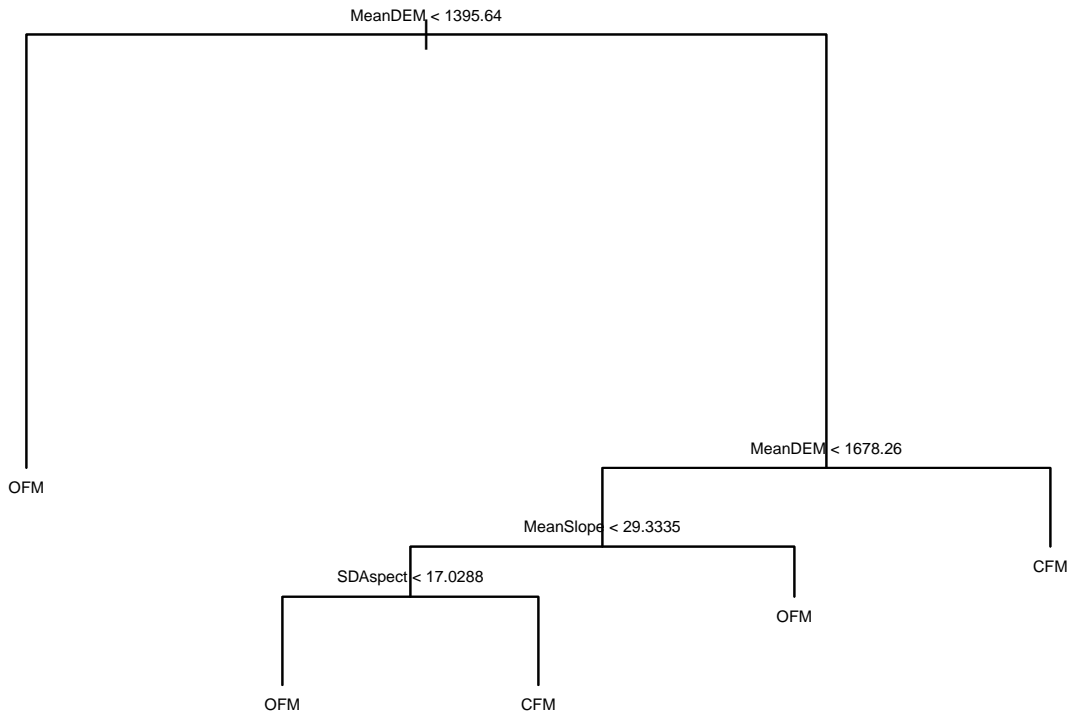 MeanDEM < 1395.64
MeanDEM < 1678.26
OFM
MeanSlope < 29.3335
CFM
SDAspect < 17.0288
OFM
OFM
CFM